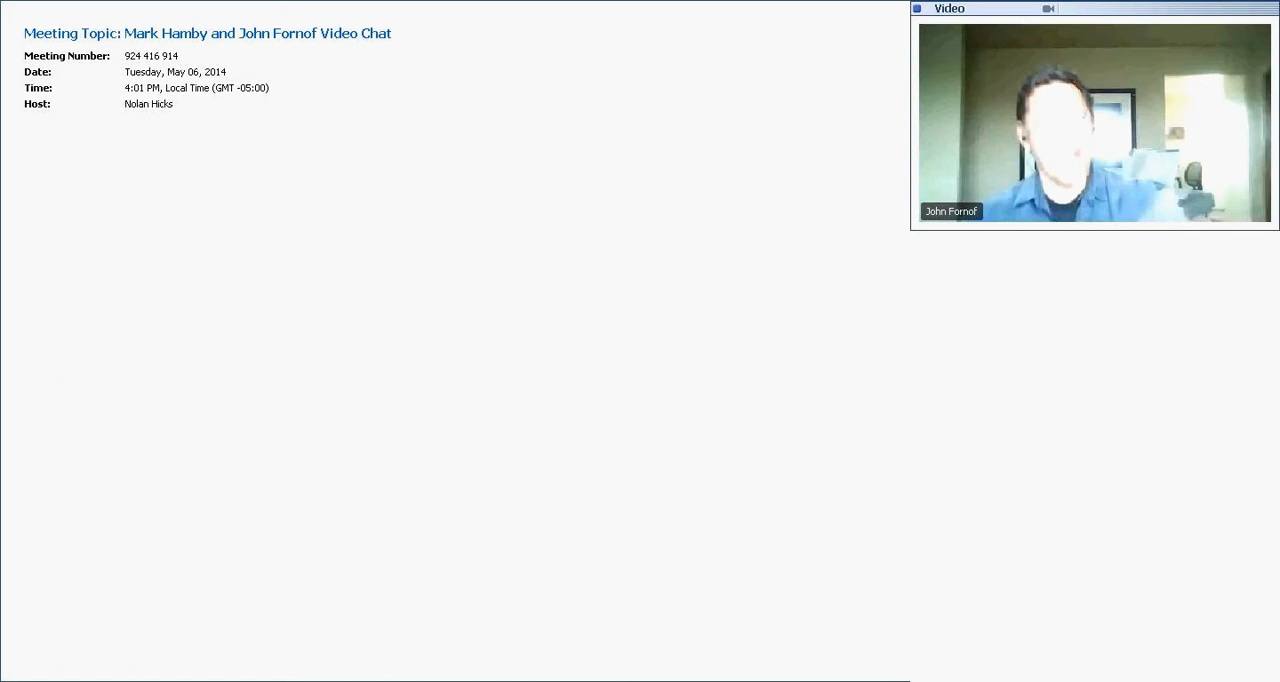 Meeting Topic: Mark Hamby and John Fornof Video Chat
Meeting Number: 924 416 914
Date: Tuesday, May 06, 2014
Time: 4:01 PM, Local Time (GMT -05:00)
Host: Nolan Hicks
Video
John Fornof